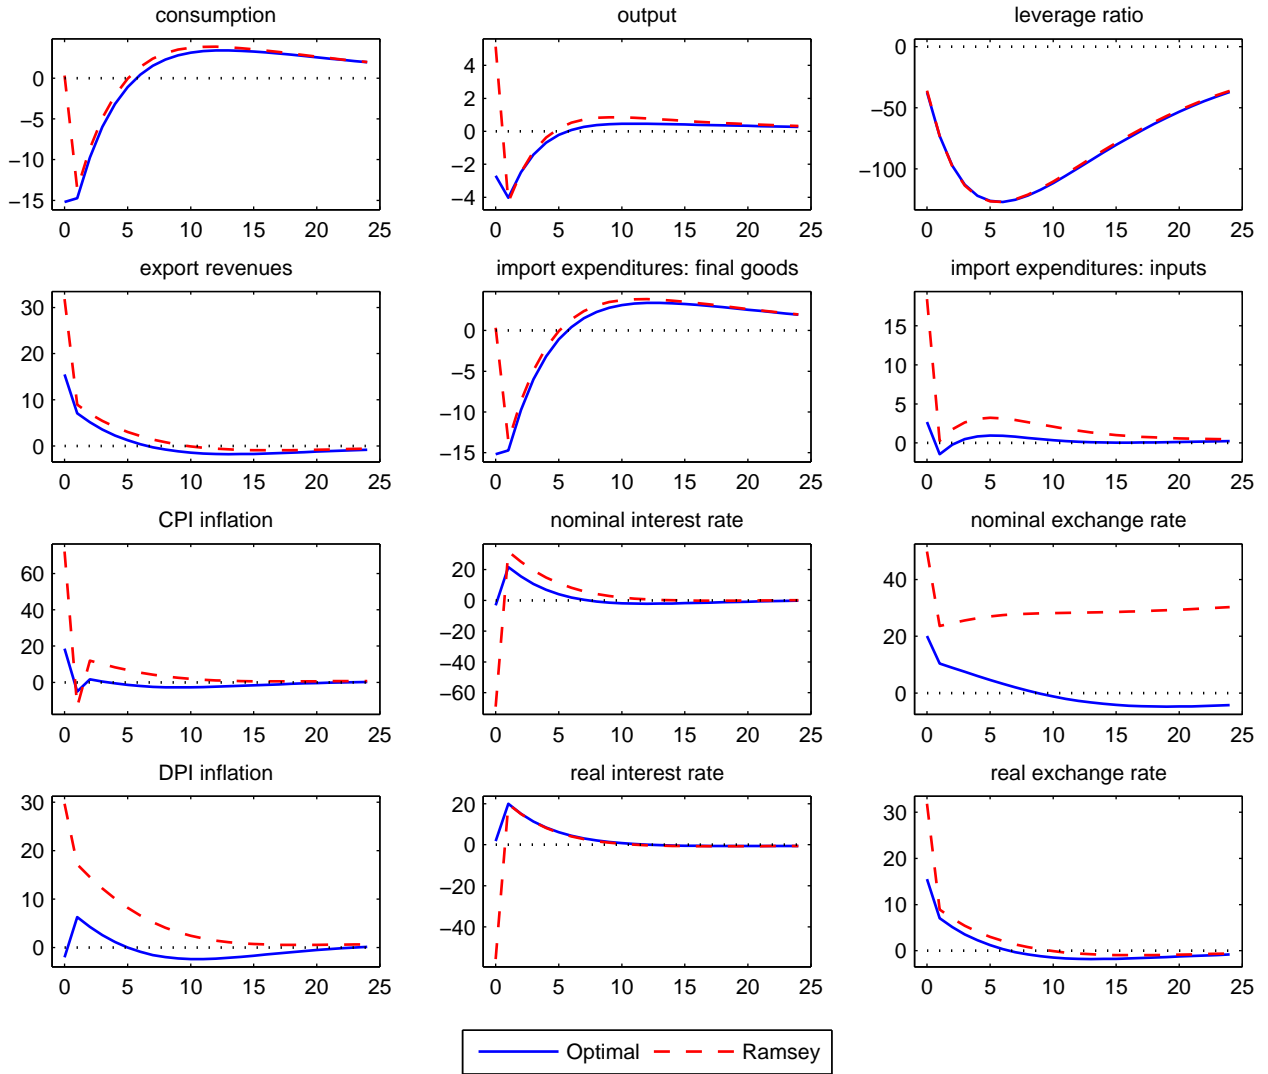 consumption
output
leverage ratio
0
−5
−10
−15
0 5 10 15 20 25
4
2
0
−2
−4
0 5 10 15 20 25
0
−50
−100
0 5 10 15 20 25
export revenues
import expenditures: final goods
import expenditures: inputs
30
20
10
0
0 5 10 15 20 25
0
−5
−10
−15
0 5 10 15 20 25
15
10
5
0
0 5 10 15 20 25
CPI inflation
nominal interest rate
nominal exchange rate
60
40
20
0
0 5 10 15 20 25
20
0
−20
−40
−60
0 5 10 15 20 25
40
20
0
0 5 10 15 20 25
DPI inflation
real interest rate
real exchange rate
30
20
10
0
0 5 10 15 20 25
20
0
−20
−40
0 5 10 15 20 25
30
20
10
0
0 5 10 15 20 25
Optimal Ramsey